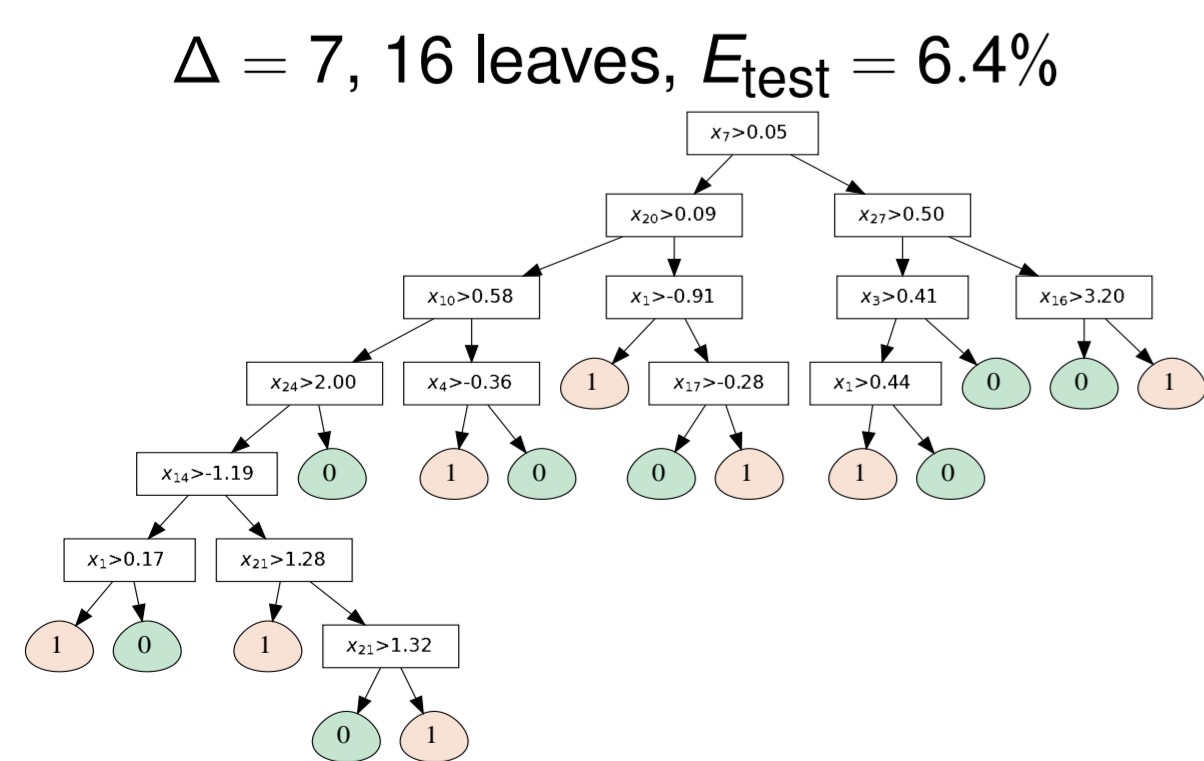 Δ = 7, 16 leaves, E_test = 6.4%
x₇>0.05
x₂₀>0.09 x₂₇>0.50
x₁₀>0.58 x₁>-0.91 x₃>0.41 x₁₆>3.20
x₂₄>2.00 x₄>-0.36 1 x₁₇>-0.28 x₁>0.44 0 0 1
x₁₄>-1.19 0 1 0 0 1 1 0
x₁>0.17 x₂₁>1.28
1 0 1 x₂₁>1.32
0 1